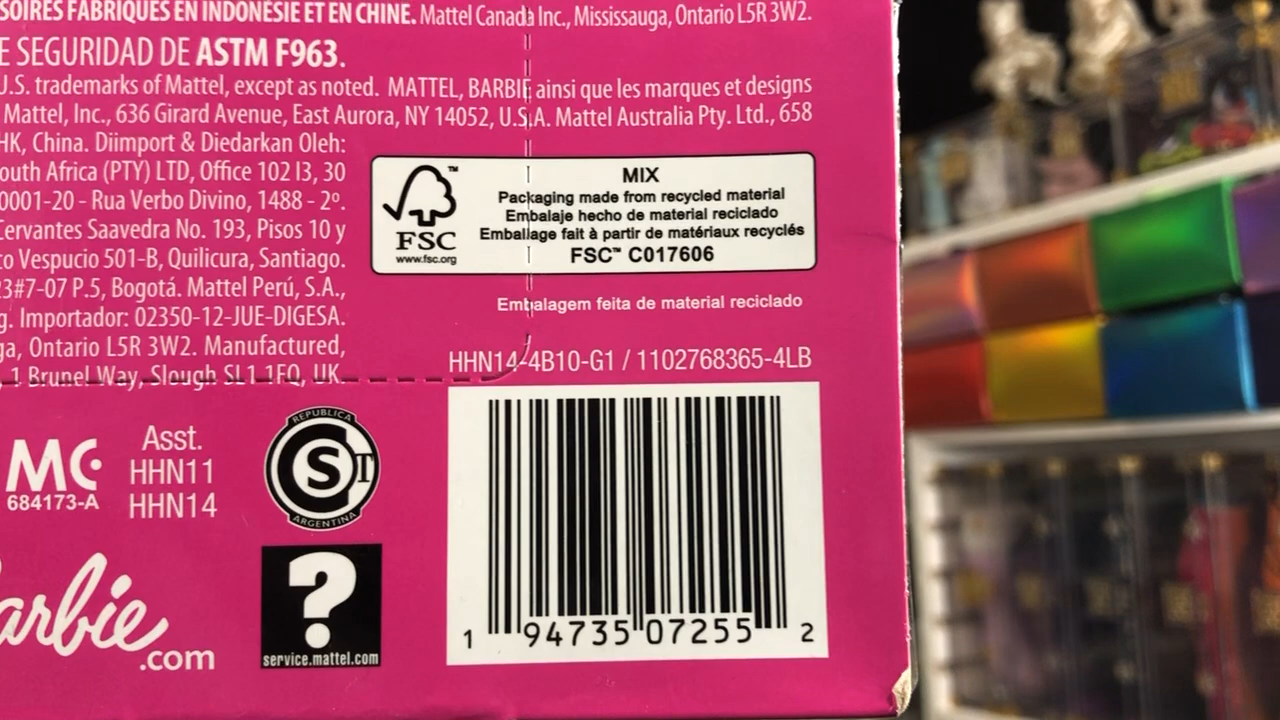 SOIRES FABRIQUÉS EN INDONÉSIE ET EN CHINE. Mattel Canada Inc., Mississauga, Ontario L5R 3W2.
E SEGURIDAD DE ASTM F963.
U.S. trademarks of Mattel, except as noted. MATTEL, BARBIE ainsi que les marques et designs
Mattel, Inc., 636 Girard Avenue, East Aurora, NY 14052, U.S.A. Mattel Australia Pty. Ltd., 658
HK, China. Diimport & Diedarkan Oleh:
outh Africa (PTY) LTD, Office 102 I3, 30
0001-20 - Rua Verbo Divino, 1488 - 2º.
Cervantes Saavedra No. 193, Pisos 10 y
co Vespucio 501-B, Quilicura, Santiago.
23#7-07 P.5, Bogotá. Mattel Perú, S.A.,
g. Importador: 02350-12-JUE-DIGESA.
ga, Ontario L5R 3W2. Manufactured,
, 1 Brunel Way, Slough SL1 1FQ, UK.
FSC™
www.fsc.org
MIX
Packaging made from recycled material
Embalaje hecho de material reciclado
Emballage fait à partir de matériaux recyclés
FSC™ C017606
Embalagem feita de material reciclado
HHN14-4B10-G1 / 1102768365-4LB
MC
684173-A
Asst.
HHN11
HHN14
REPUBLICA
CST
ARGENTINA
arbie
.com
?
service.mattel.com
1 94735 07255 2